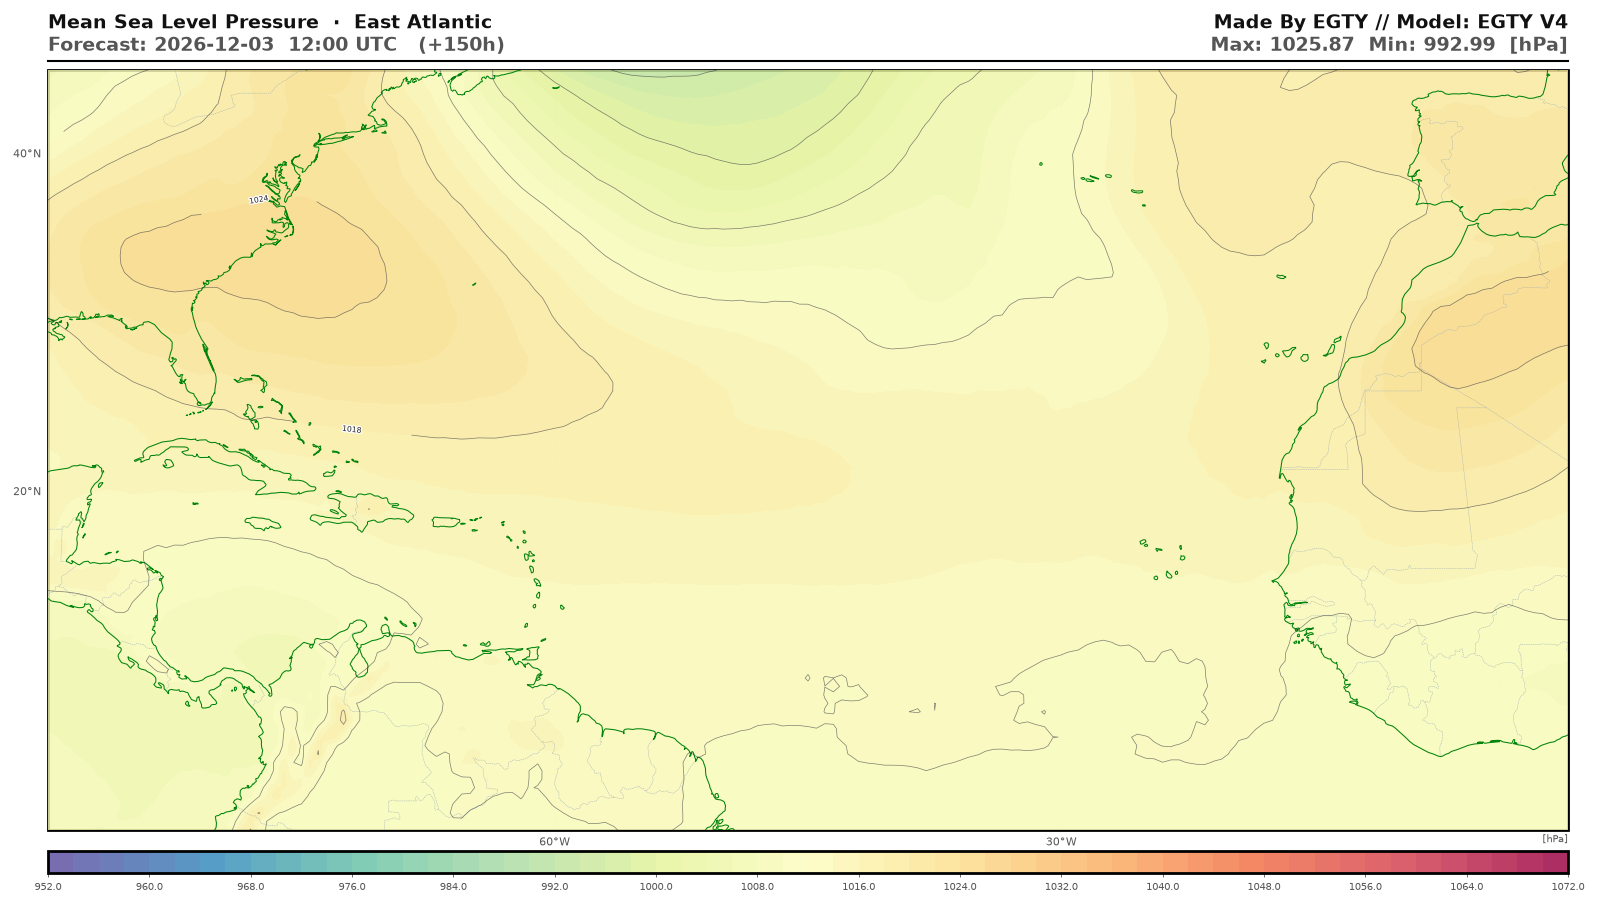 Mean Sea Level Pressure · East Atlantic
Made By EGTY // Model: EGTY V4
Forecast: 2026-12-03 12:00 UTC (+150h)
Max: 1025.87 Min: 992.99 [hPa]
40°N
1024
1018
20°N
60°W
30°W
[hPa]
952.0 960.0 968.0 976.0 984.0 992.0 1000.0 1008.0 1016.0 1024.0 1032.0 1040.0 1048.0 1056.0 1064.0 1072.0